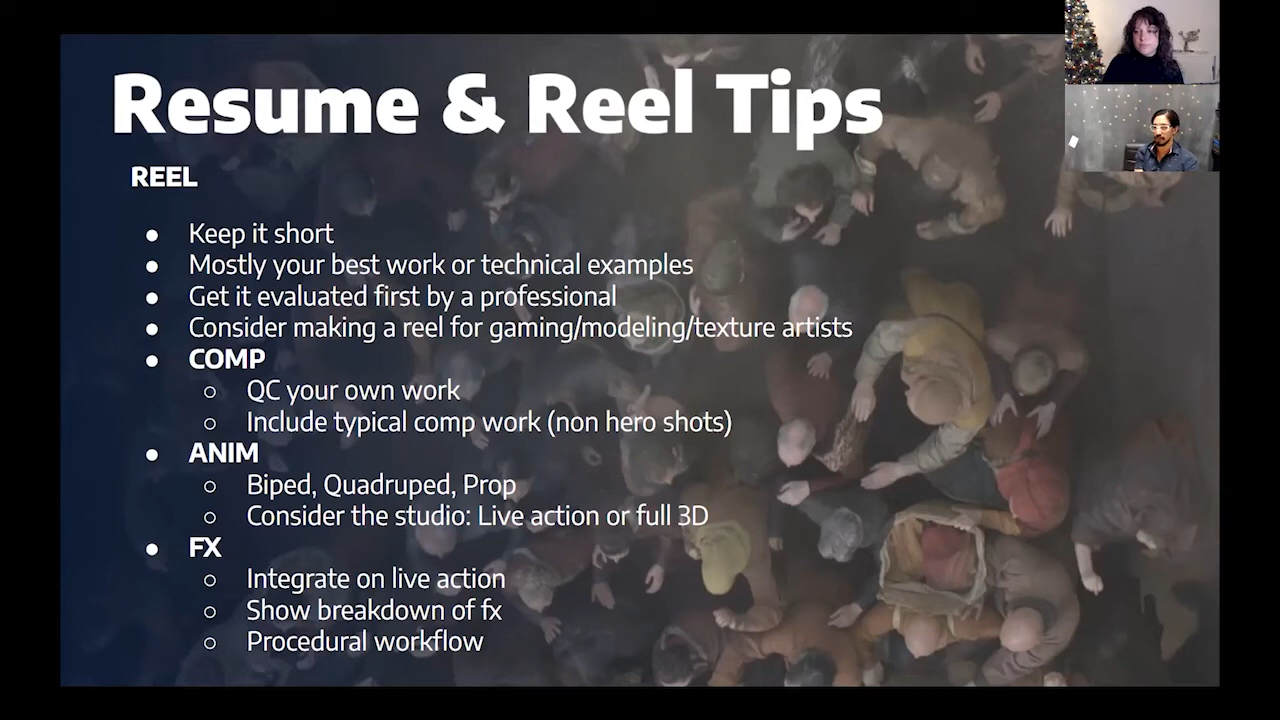 Resume & Reel Tips
REEL
● Keep it short
● Mostly your best work or technical examples
● Get it evaluated first by a professional
● Consider making a reel for gaming/modeling/texture artists
● COMP
○ QC your own work
○ Include typical comp work (non hero shots)
● ANIM
○ Biped, Quadruped, Prop
○ Consider the studio: Live action or full 3D
● FX
○ Integrate on live action
○ Show breakdown of fx
○ Procedural workflow